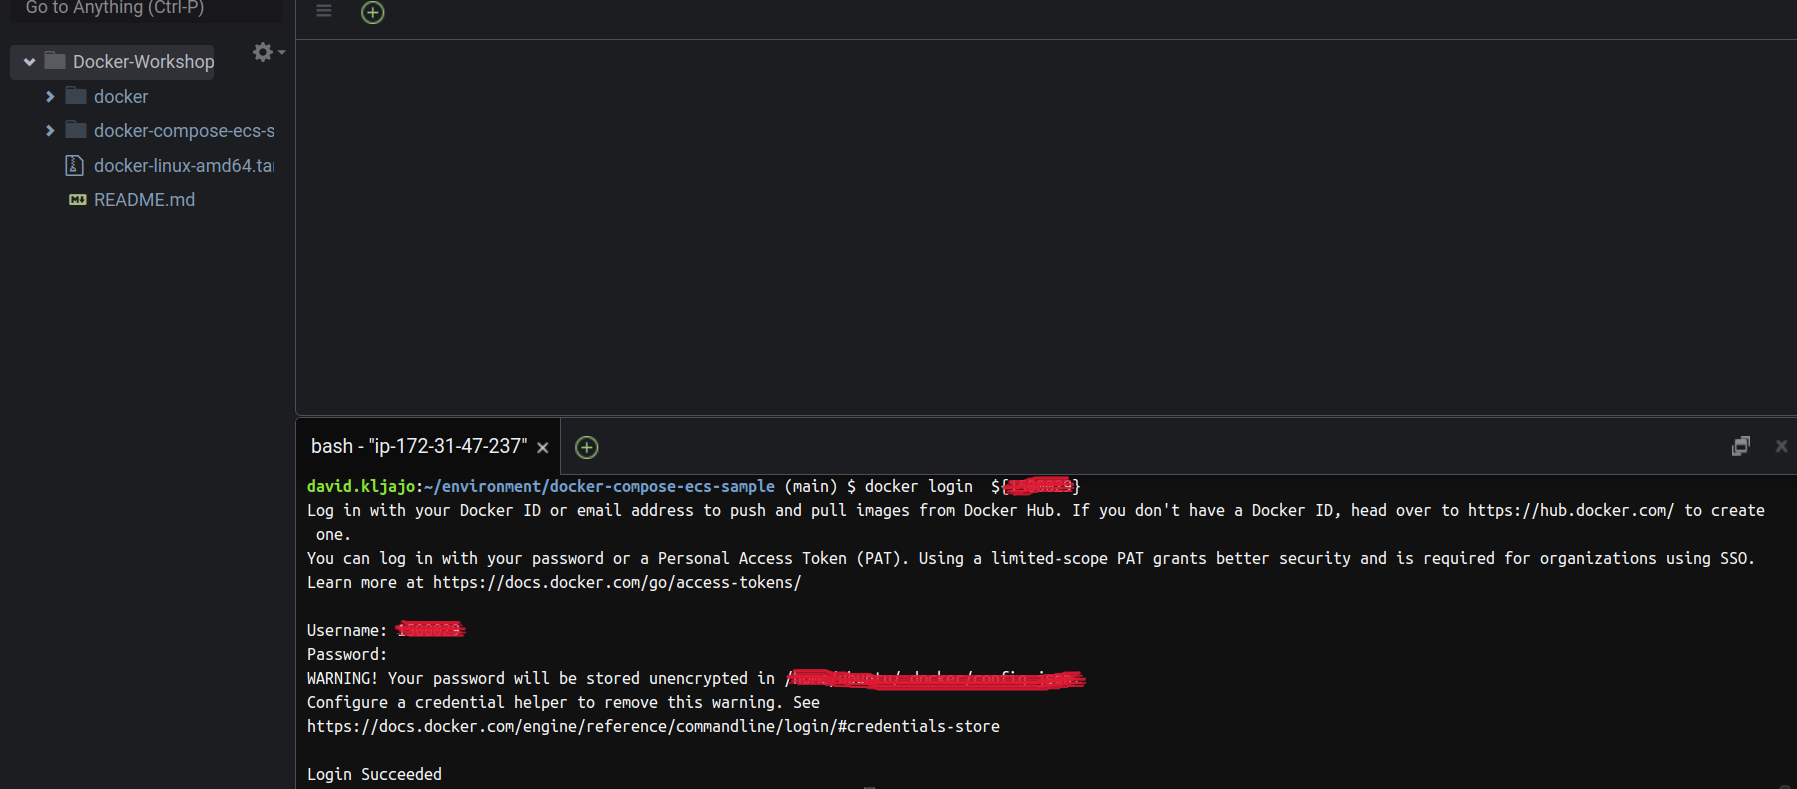 Go to Anything (Ctrl-P)
Docker-Workshop
docker
docker-compose-ecs-s
docker-linux-amd64.tar
README.md
bash - "ip-172-31-47-237"
david.kljajo:~/environment/docker-compose-ecs-sample (main) $ docker login ${ }
Log in with your Docker ID or email address to push and pull images from Docker Hub. If you don't have a Docker ID, head over to https://hub.docker.com/ to create
one.
You can log in with your password or a Personal Access Token (PAT). Using a limited-scope PAT grants better security and is required for organizations using SSO.
Learn more at https://docs.docker.com/go/access-tokens/
Username:
Password:
WARNING! Your password will be stored unencrypted in /
Configure a credential helper to remove this warning. See
https://docs.docker.com/engine/reference/commandline/login/#credentials-store
Login Succeeded